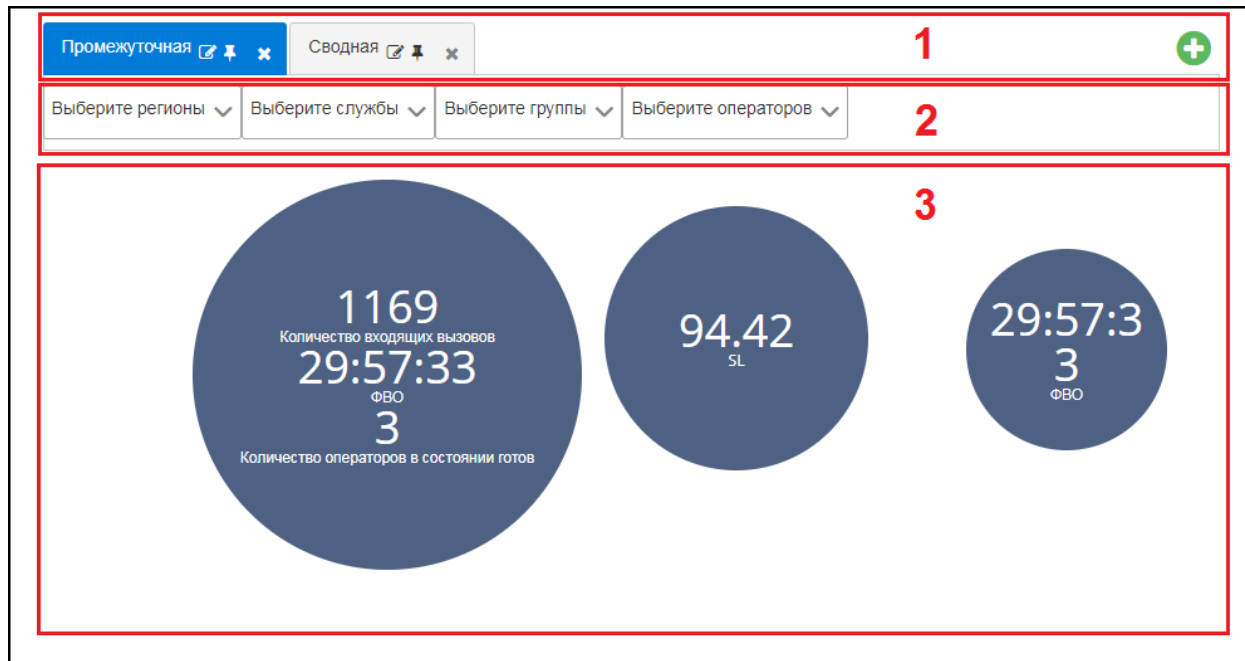 Промежуточная Сводная 1
Выберите регионы Выберите службы Выберите группы Выберите операторов 2
3
1169
Количество входящих вызовов
29:57:33
ФВО
3
Количество операторов в состоянии готов
94.42
SL
29:57:3
3
ФВО